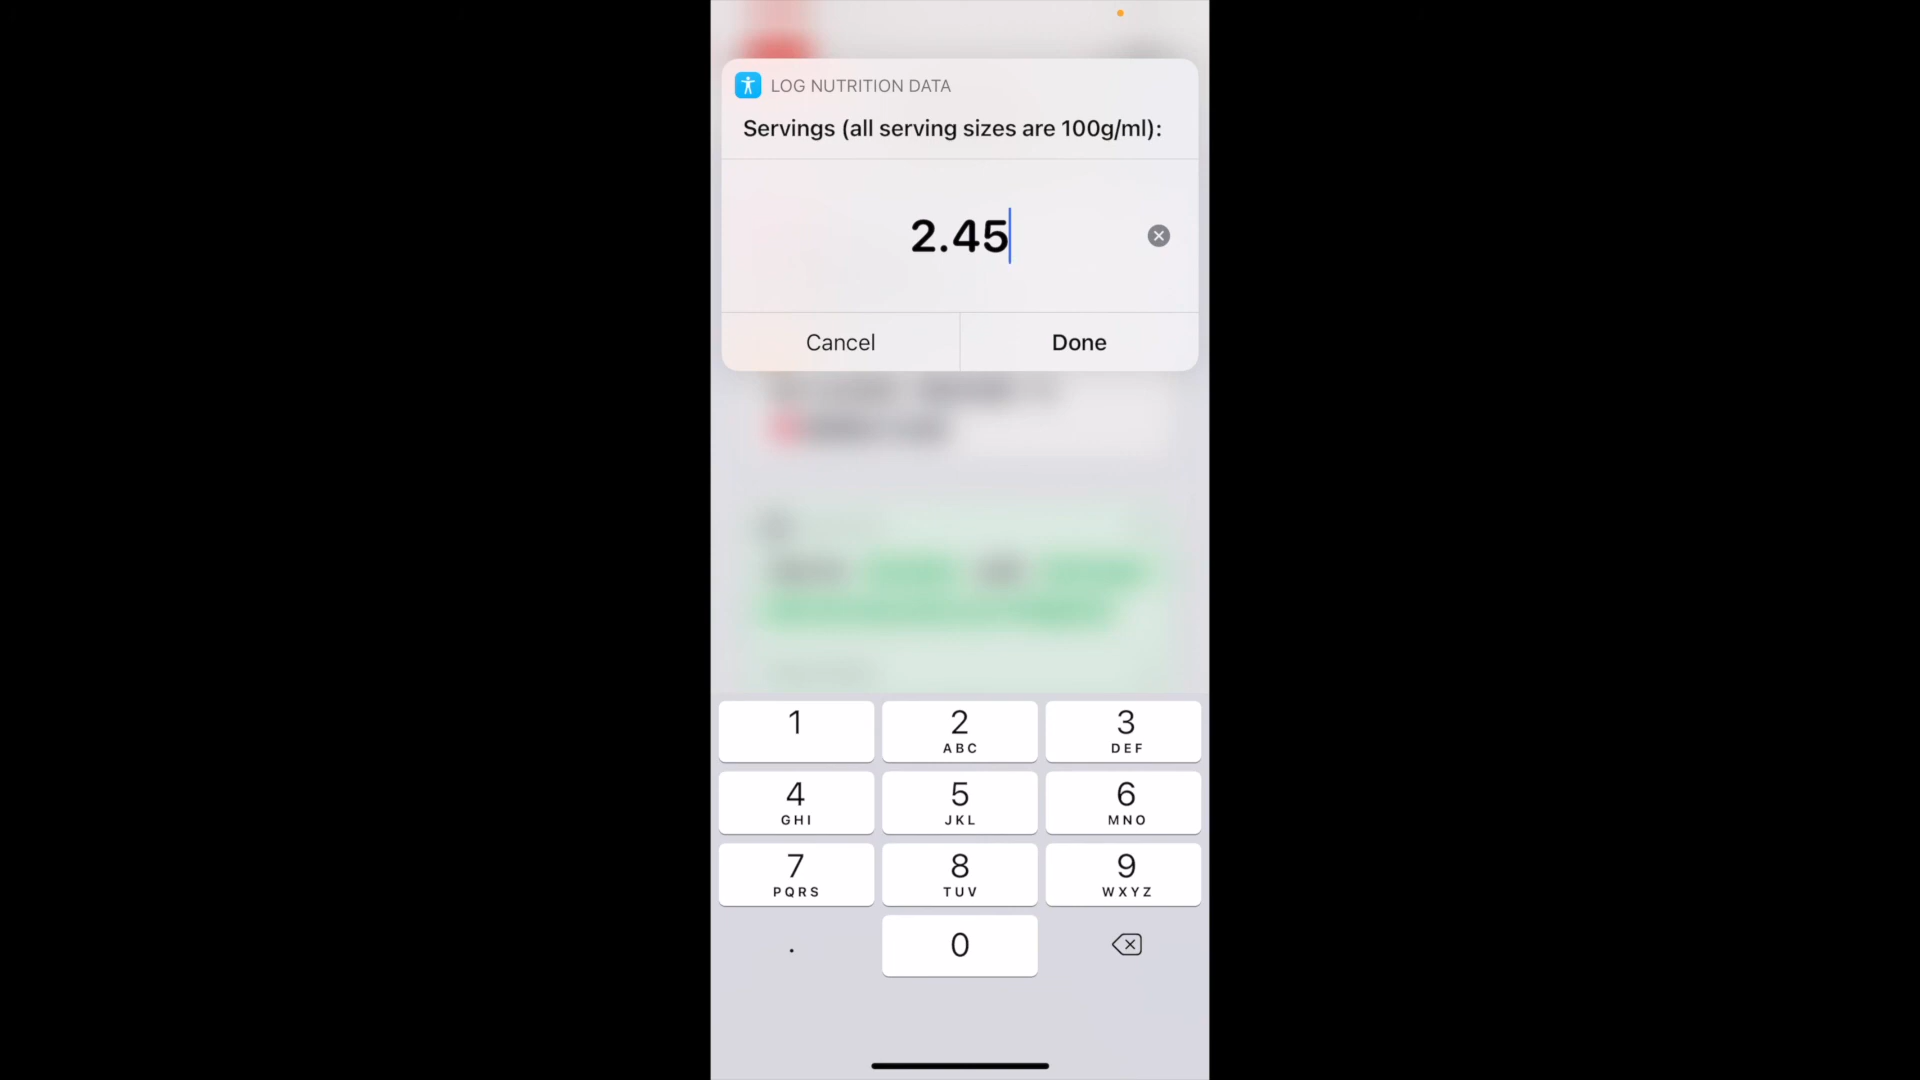 LOG NUTRITION DATA
Servings (all serving sizes are 100g/ml):
2.45
Cancel
Done
1
2
ABC
3
DEF
4
GHI
5
JKL
6
MNO
7
PQRS
8
TUV
9
WXYZ
.
0